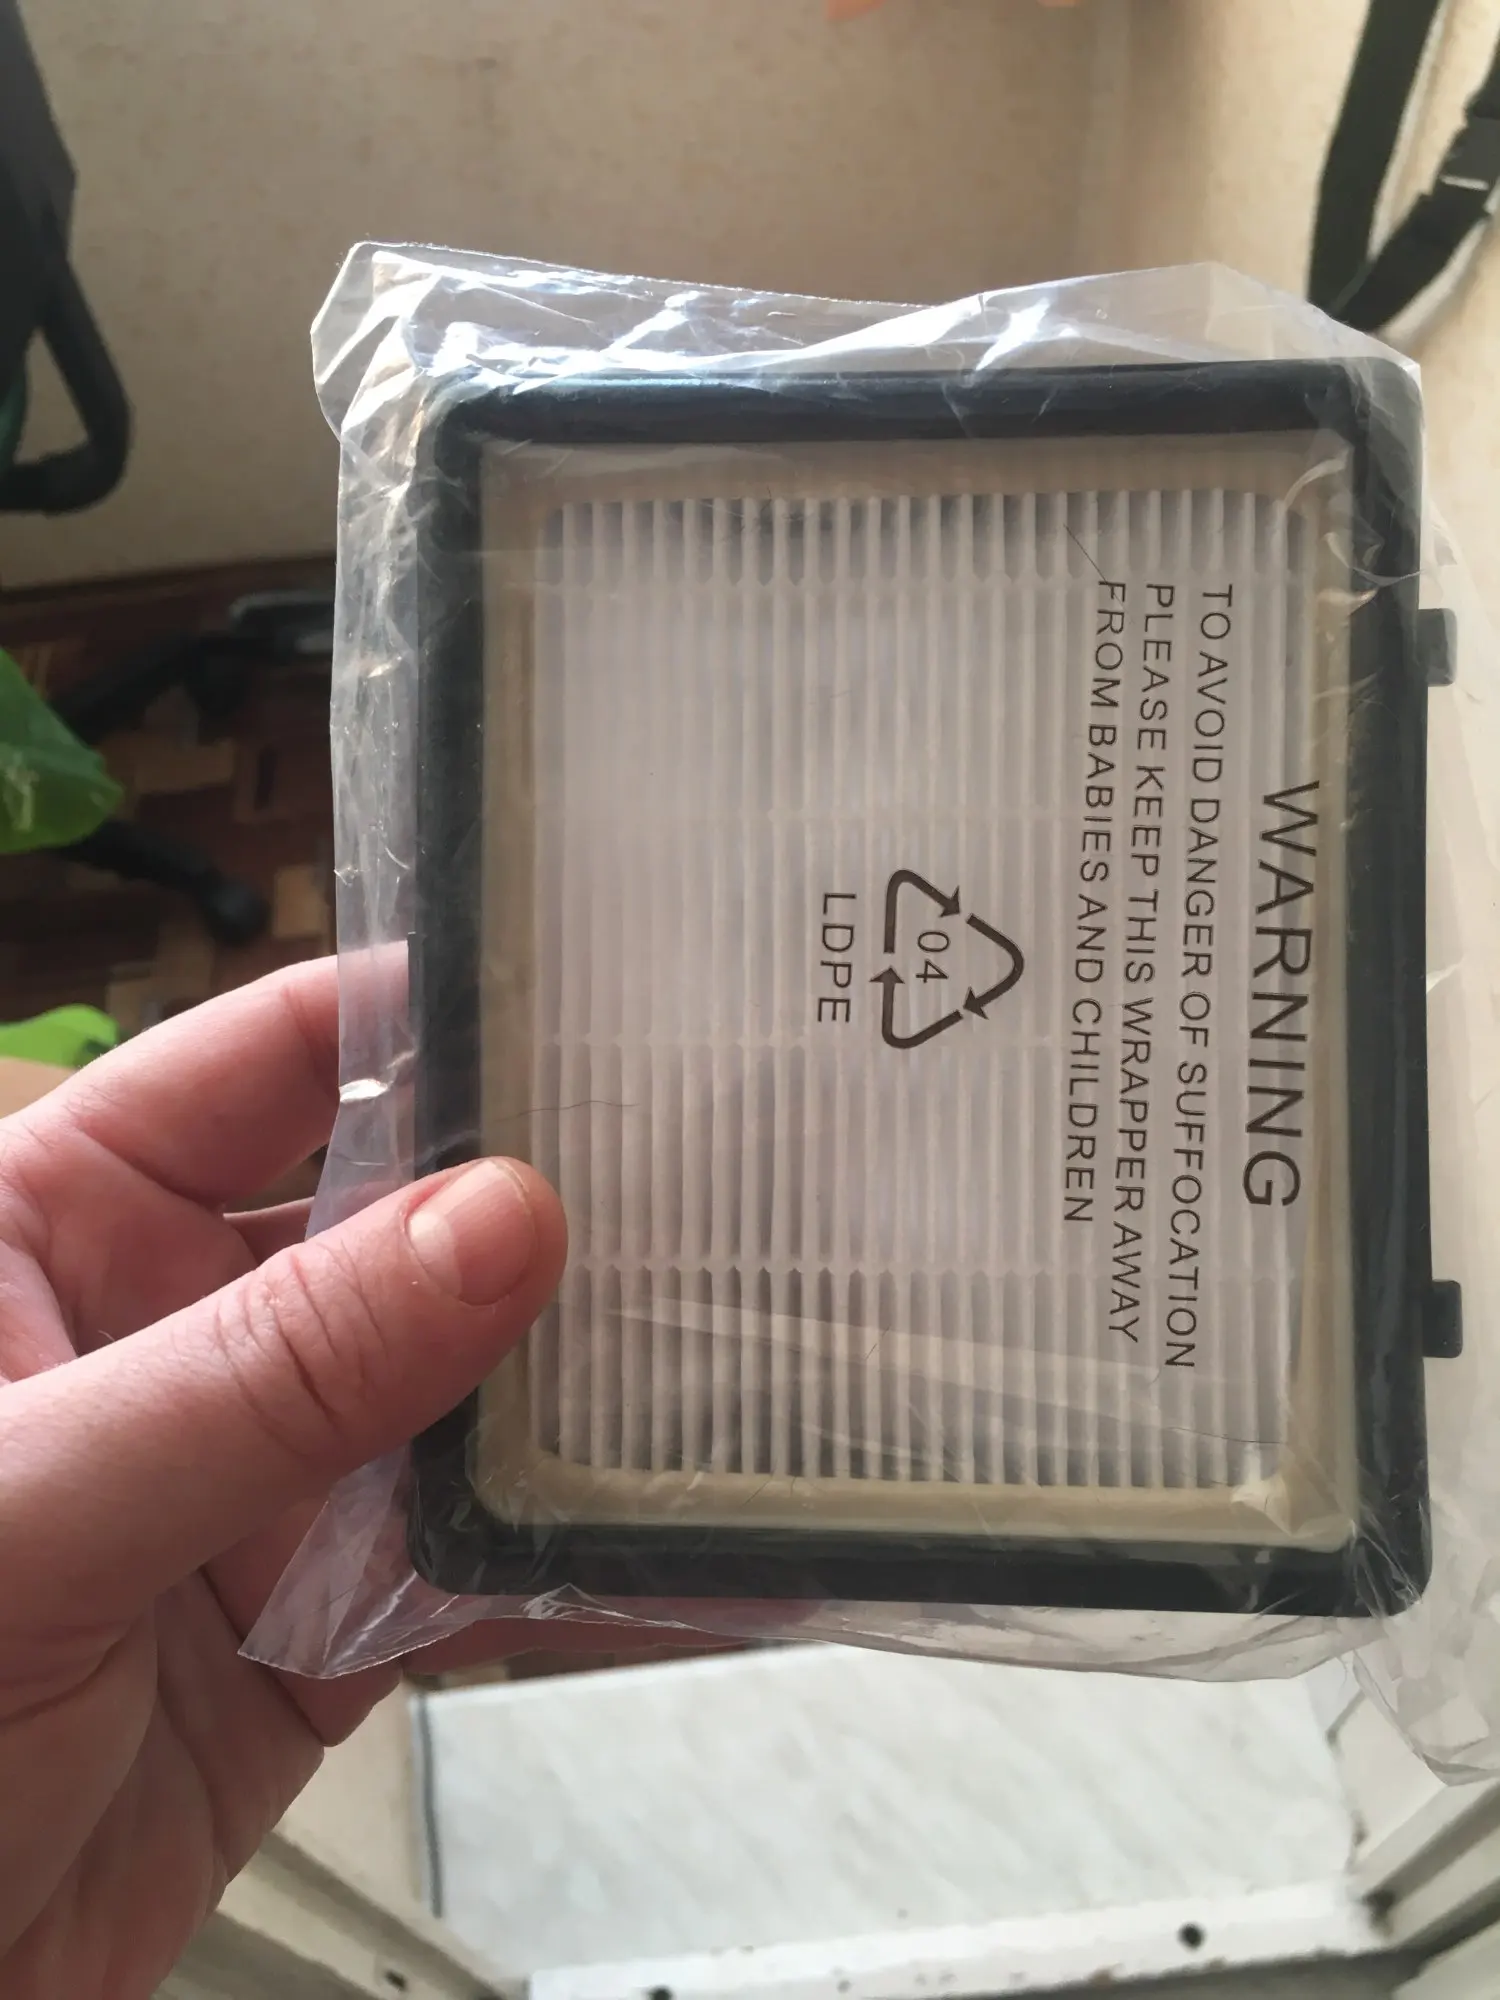 WARNING
TO AVOID DANGER OF SUFFOCATION
PLEASE KEEP THIS WRAPPER AWAY
FROM BABIES AND CHILDREN
04
LDPE